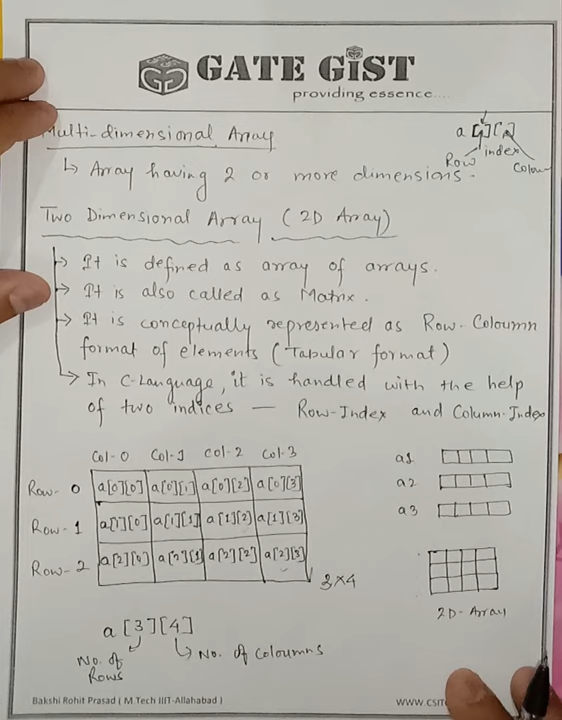 GATE GIST
providing essence....
Multi-dimensional Array
a[i][j]
Row index
Colou
↳ Array having 2 or more dimensions.
Two Dimensional Array (2D Array)
→ It is defined as array of arrays.
→ It is also called as Matrix.
→ It is conceptually represented as Row-Coloumn
format of elements (Tabular format)
→ In C-Language, it is handled with the help
of two indices — Row-Index and Column-Index
Col-0 Col-1 Col-2 Col-3
Row-0 a[0][0] a[0][1] a[0][2] a[0][3]
Row-1 a[1][0] a[1][1] a[1][2] a[1][3]
Row-2 a[2][0] a[2][1] a[2][2] a[2][3]
3×4
a1
a2
a3
2D-Array
a[3][4]
No. of
Rows
No. of Coloumns
Bakshi Rohit Prasad ( M.Tech IIIT-Allahabad )